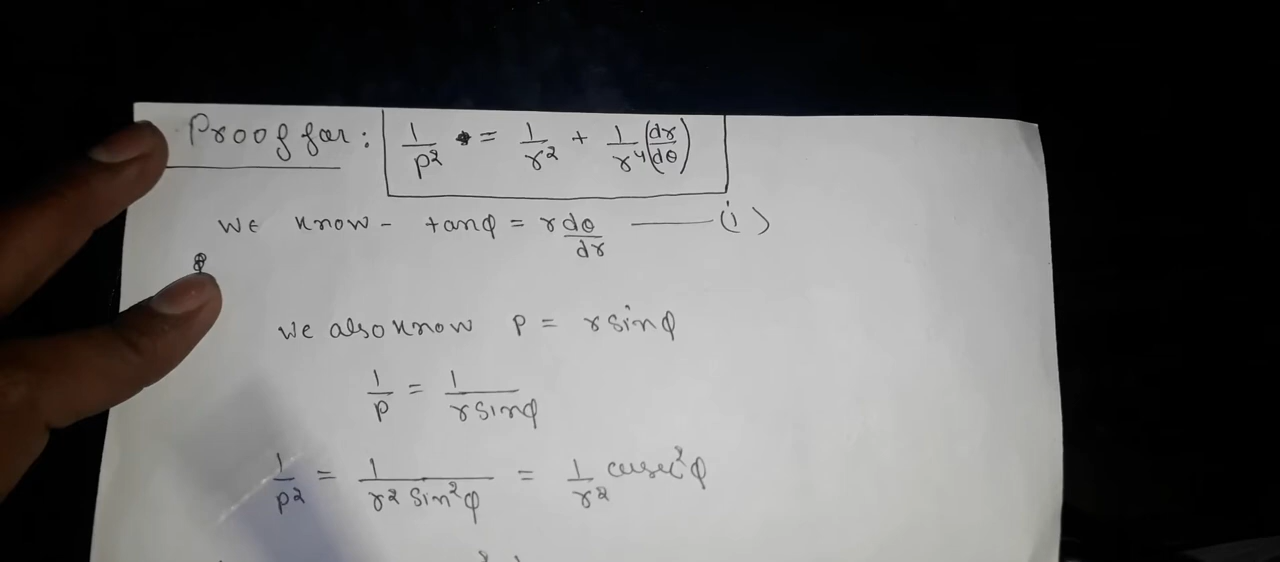 Proof for: 1/p² = 1/r² + 1/r⁴ (dr/dθ)
We know - tanφ = r dθ/dr —— (i)
We also know p = r sinφ
1/p = 1/(r sinφ)
1/p² = 1/(r² sin²φ) = 1/r² cosec²φ